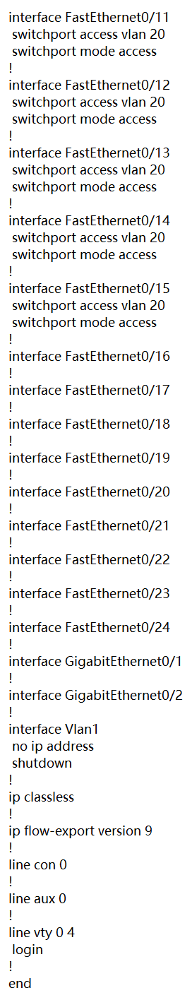 interface FastEthernet0/11
 switchport access vlan 20
 switchport mode access
!
interface FastEthernet0/12
 switchport access vlan 20
 switchport mode access
!
interface FastEthernet0/13
 switchport access vlan 20
 switchport mode access
!
interface FastEthernet0/14
 switchport access vlan 20
 switchport mode access
!
interface FastEthernet0/15
 switchport access vlan 20
 switchport mode access
!
interface FastEthernet0/16
!
interface FastEthernet0/17
!
interface FastEthernet0/18
!
interface FastEthernet0/19
!
interface FastEthernet0/20
!
interface FastEthernet0/21
!
interface FastEthernet0/22
!
interface FastEthernet0/23
!
interface FastEthernet0/24
!
interface GigabitEthernet0/1
!
interface GigabitEthernet0/2
!
interface Vlan1
 no ip address
 shutdown
!
ip classless
!
ip flow-export version 9
!
line con 0
!
line aux 0
!
line vty 0 4
 login
!
end